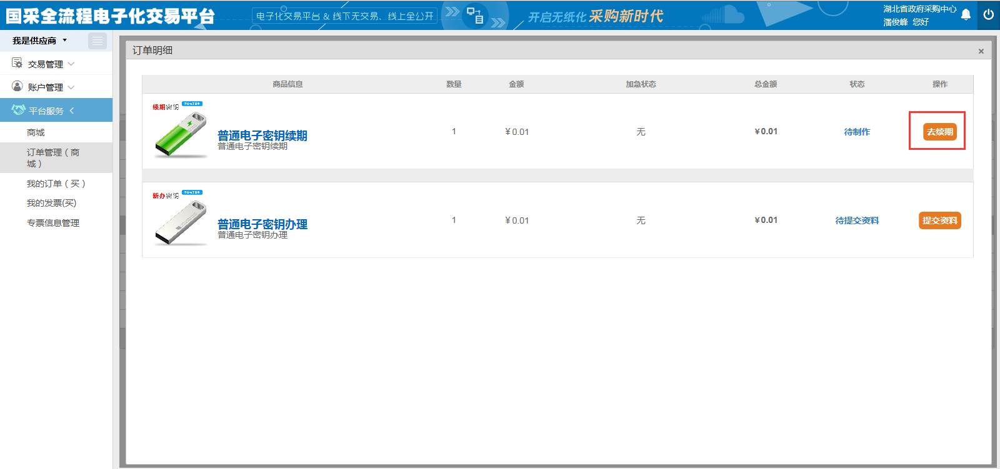 国采全流程电子化交易平台
电子化交易平台 & 线下无交易、线上全公开
开启无纸化 采购新时代
湖北省政府采购中心
潘俊峰 您好
我是供应商
交易管理
账户管理
平台服务
商城
订单管理（商
城）
我的订单（买）
我的发票(买)
专票信息管理
订单明细
×
商品信息 数量 金额 加急状态 总金额 状态 操作
续期密钥
普通电子密钥续期
普通电子密钥续期
1 ￥0.01 无 ￥0.01 待制作 去续期
新办密钥
普通电子密钥办理
普通电子密钥办理
1 ￥0.01 无 ￥0.01 待提交资料 提交资料